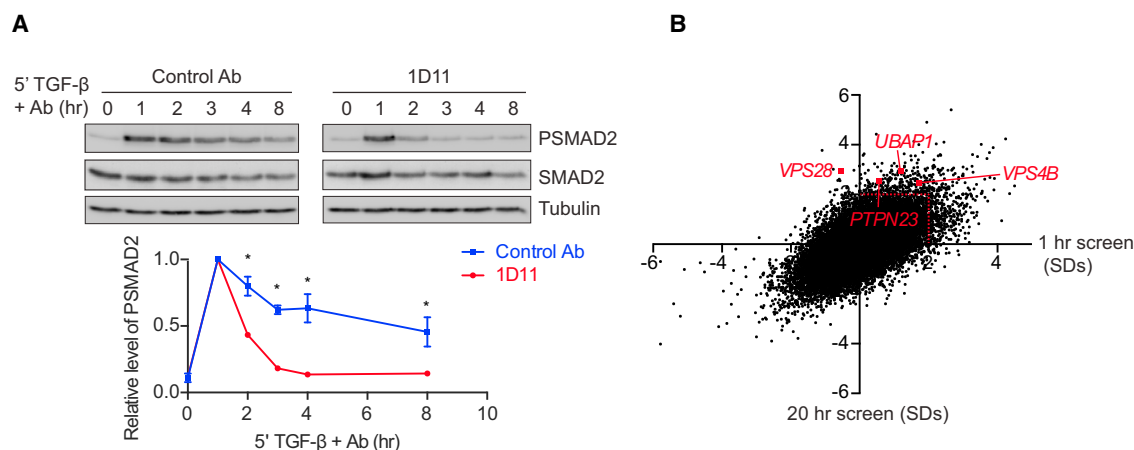 A
5' TGF-β
+ Ab (hr)
Control Ab
1D11
0 1 2 3 4 8
0 1 2 3 4 8
PSMAD2
SMAD2
Tubulin
Relative level of PSMAD2
1.0
0.5
0.0
* * * *
Control Ab
1D11
0 2 4 6 8 10
5' TGF-β + Ab (hr)
B
6
4
UBAP1
VPS28
VPS4B
PTPN23
-6 -4 -2 2 4
1 hr screen
(SDs)
-4
-6
20 hr screen (SDs)